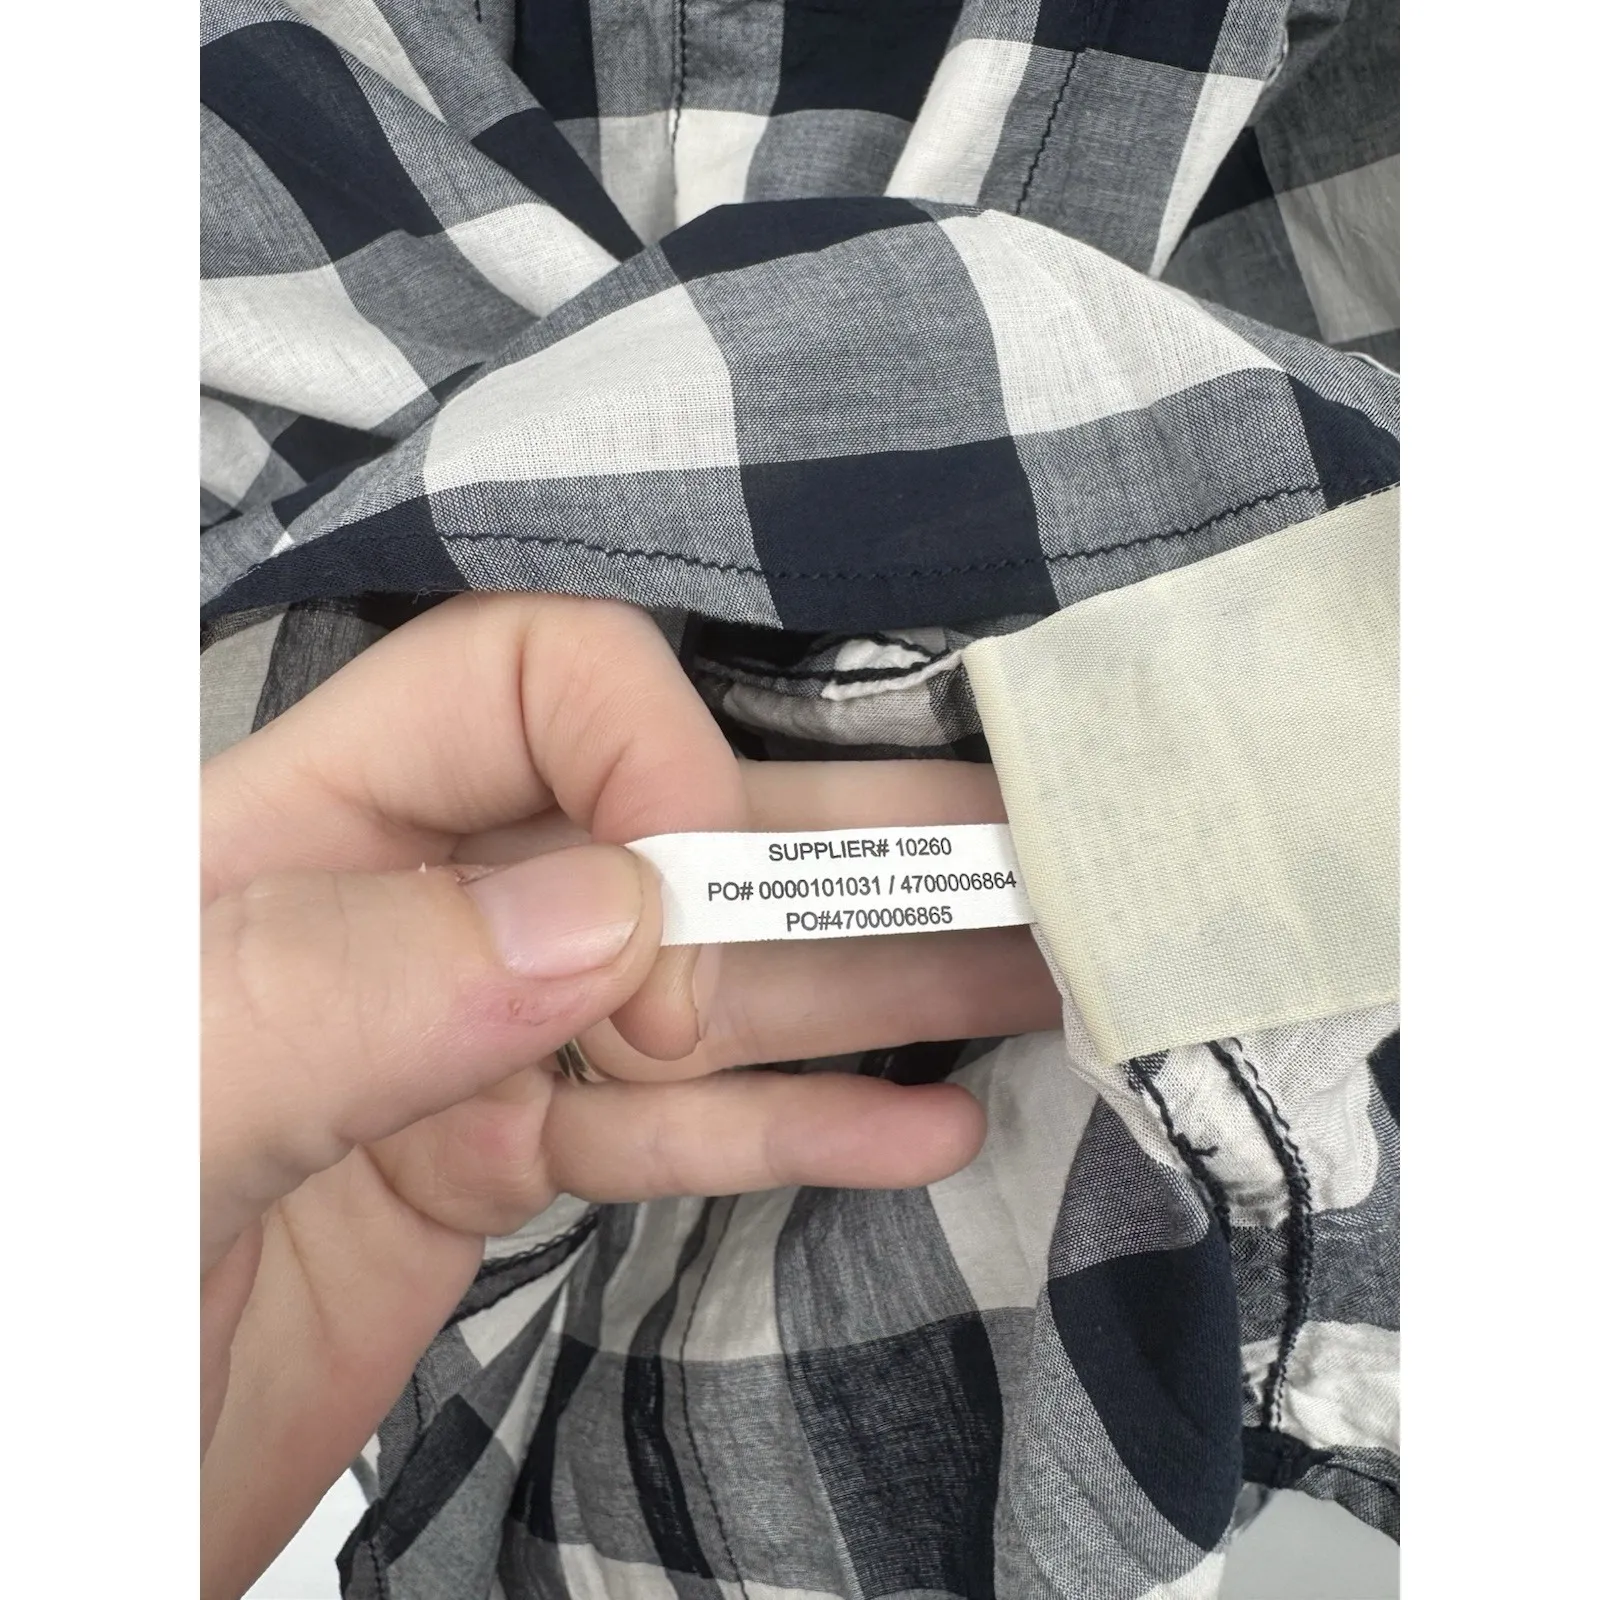 SUPPLIER# 10260
PO# 0000101031 / 4700006864
PO#4700006865